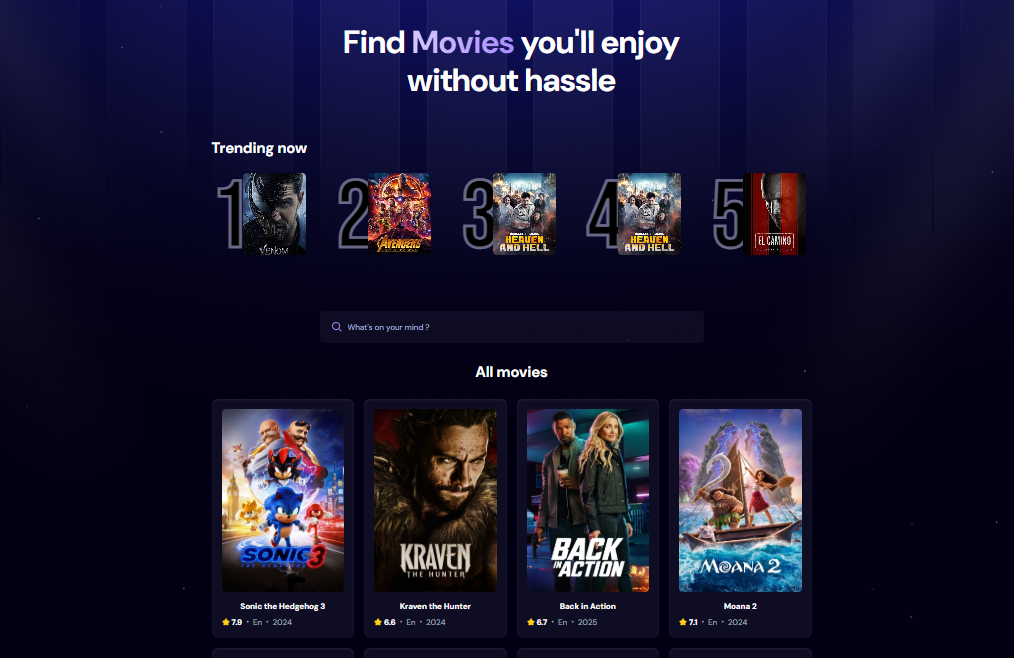 Find Movies you'll enjoy
without hassle
Trending now
1
VENOM
2
AVENGERS
3
HEAVEN
AND HELL
4
HEAVEN
AND HELL
5
EL CAMINO
What's on your mind ?
All movies
SONIC 3
THE HEDGEHOG
KRAVEN
THE HUNTER
BACK
IN ACTION
MOANA 2
Sonic the Hedgehog 3
7.9 • En • 2024
Kraven the Hunter
6.6 • En • 2024
Back in Action
6.7 • En • 2025
Moana 2
7.1 • En • 2024